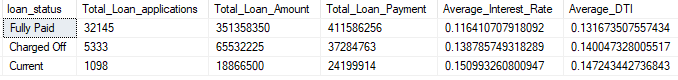 loan_status Total_Loan_applications Total_Loan_Amount Total_Loan_Payment Average_Interest_Rate Average_DTI
Fully Paid 32145 351358350 411586256 0.116410707918092 0.131673507557434
Charged Off 5333 65532225 37284763 0.138785749318289 0.140047328005517
Current 1098 18866500 24199914 0.150993260800947 0.147243442736843